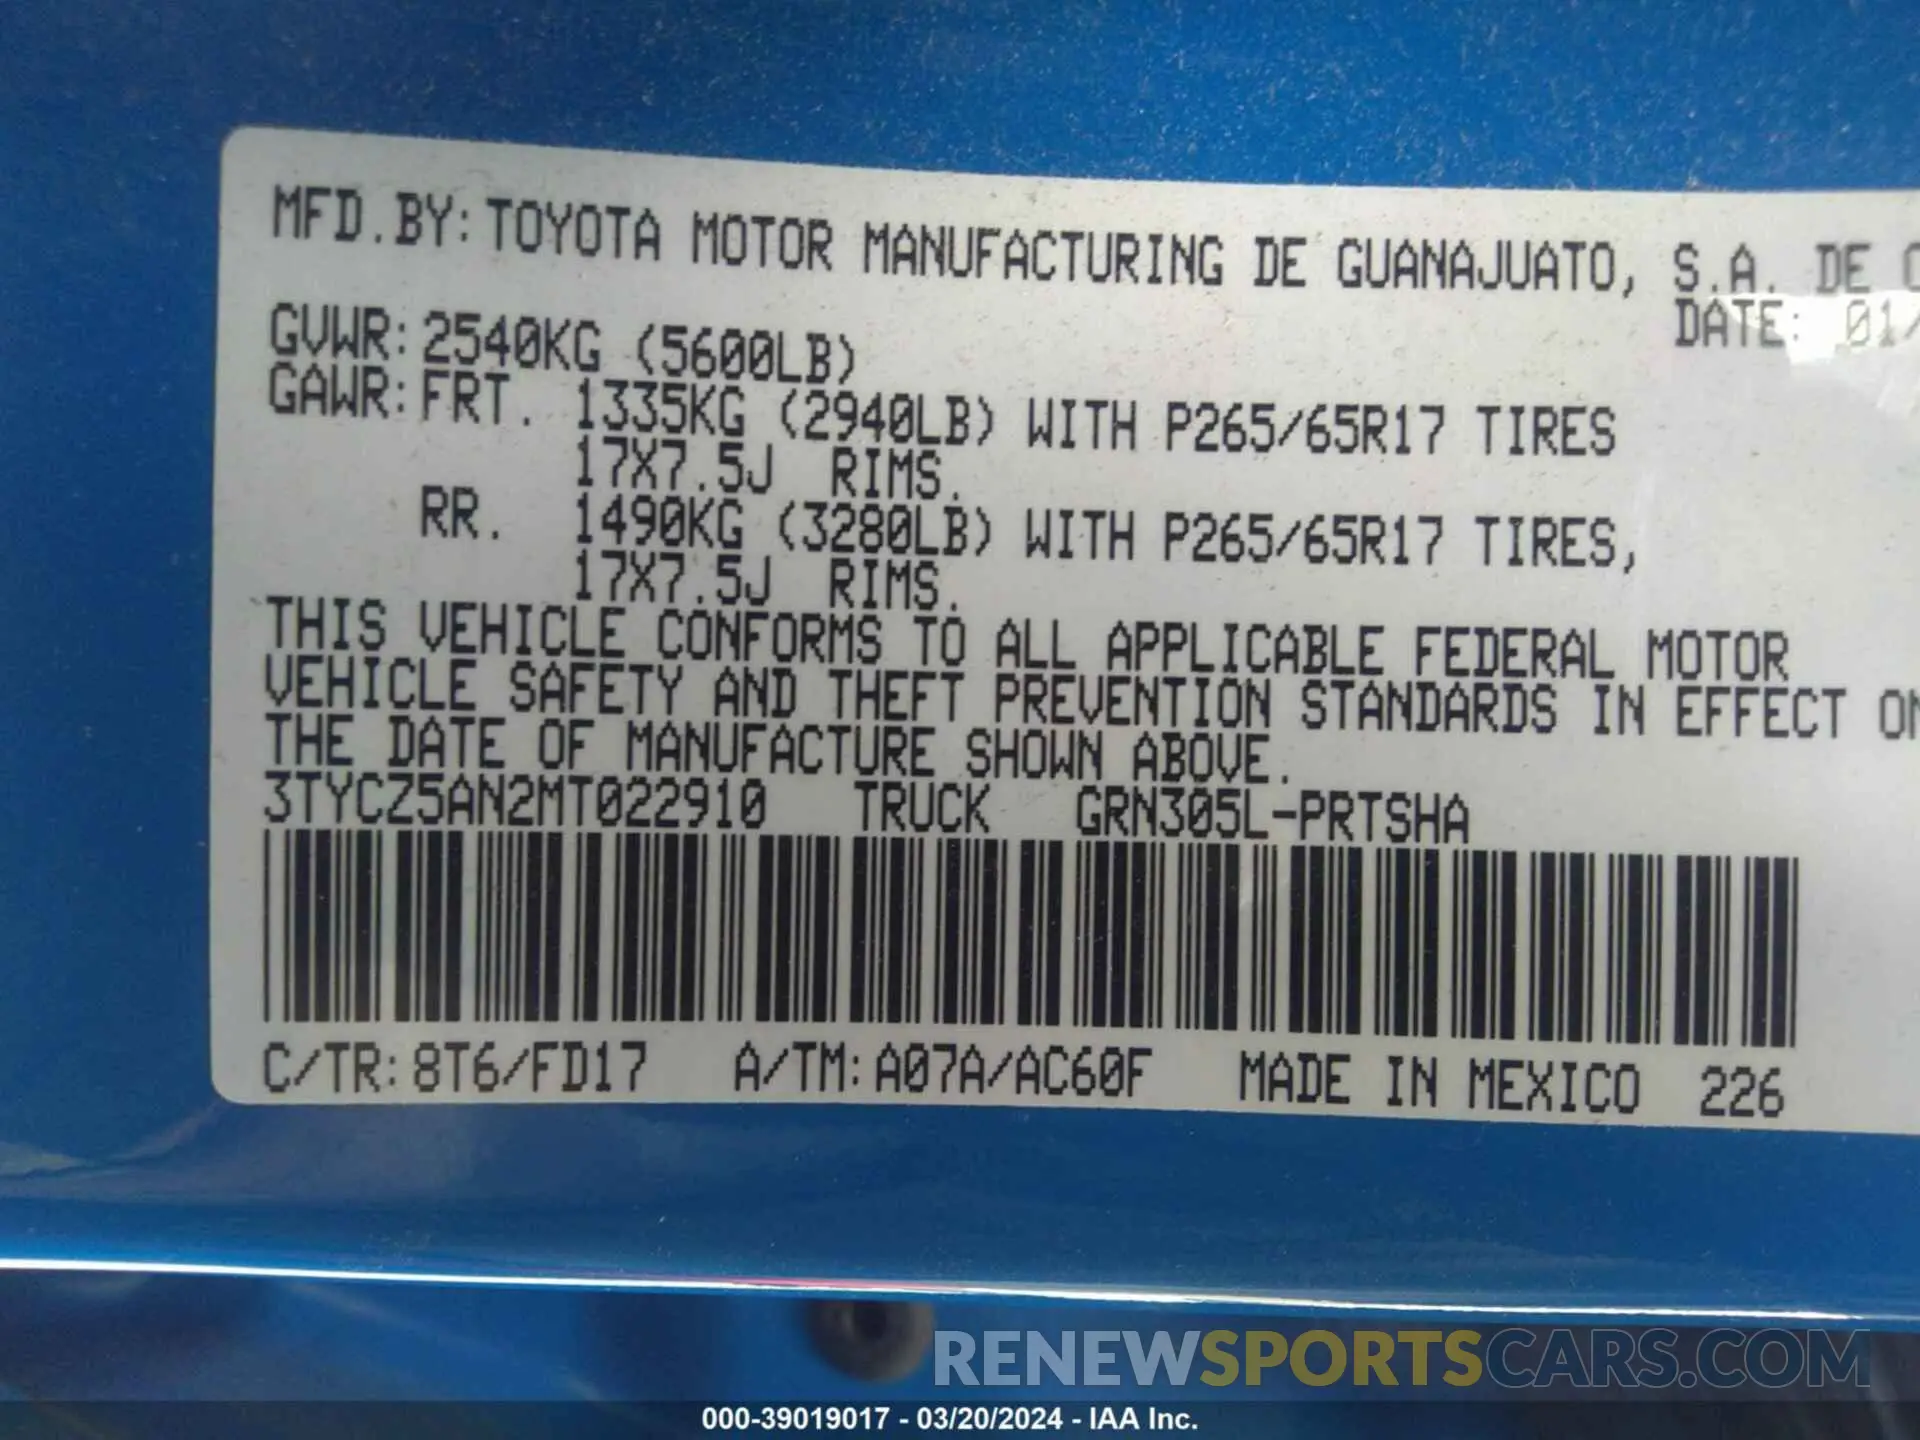 MFD.BY:TOYOTA MOTOR MANUFACTURING DE GUANAJUATO, S.A. DE
DATE: 01/
GVWR:2540KG (5600LB)
GAWR:FRT. 1335KG (2940LB) WITH P265/65R17 TIRES
17X7.5J RIMS.
RR. 1490KG (3280LB) WITH P265/65R17 TIRES,
17X7.5J RIMS.
THIS VEHICLE CONFORMS TO ALL APPLICABLE FEDERAL MOTOR
VEHICLE SAFETY AND THEFT PREVENTION STANDARDS IN EFFECT ON
THE DATE OF MANUFACTURE SHOWN ABOVE.
3TYCZ5AN2MT022910 TRUCK GRN305L-PRTSHA
C/TR:8T6/FD17 A/TM:A07A/AC60F MADE IN MEXICO 226
RENEWSPORTSCARS.COM
000-39019017 - 03/20/2024 - IAA Inc.